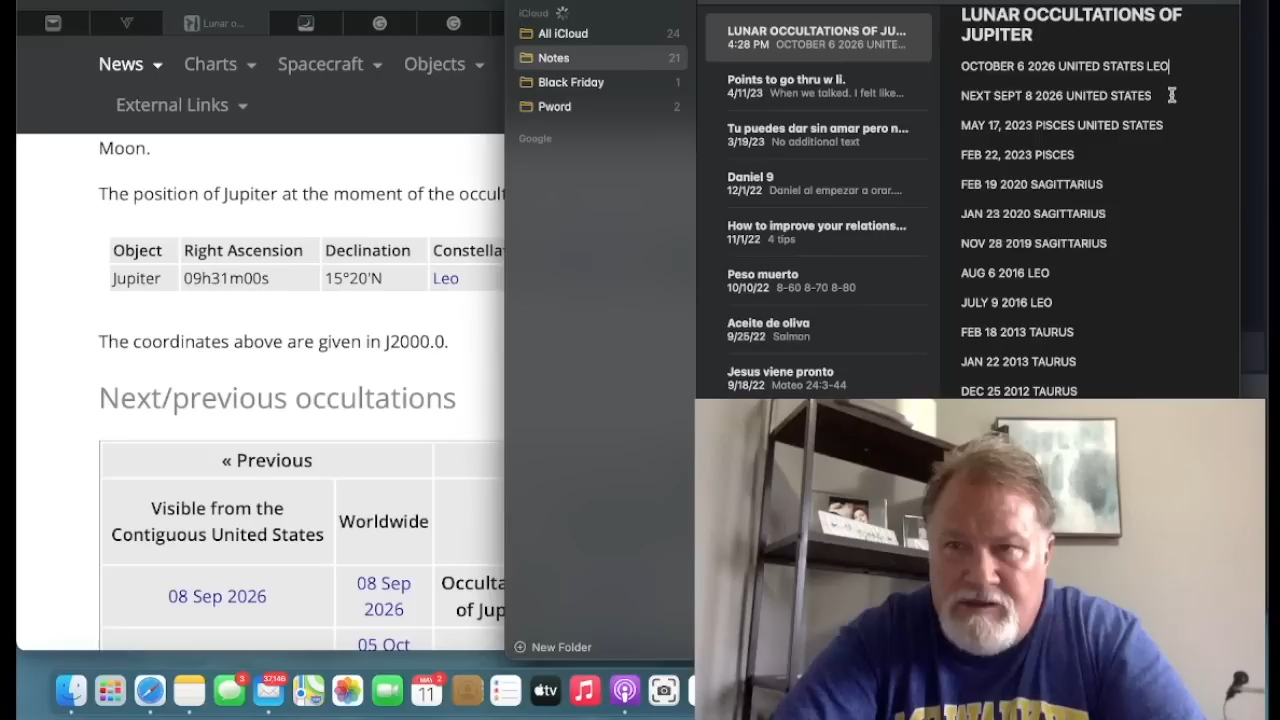 Lunar o...
News
Charts
Spacecraft
Objects
External Links
Moon.
The position of Jupiter at the moment of the occult
Object Right Ascension Declination Constella
Jupiter 09h31m00s 15°20'N Leo
The coordinates above are given in J2000.0.
Next/previous occultations
« Previous
Visible from the
Contiguous United States
Worldwide
08 Sep 2026
08 Sep
2026
Occulta
of Jup
05 Oct
iCloud
All iCloud 24
Notes 21
Black Friday 1
Pword 2
Google
New Folder
LUNAR OCCULTATIONS OF JU...
4:28 PM OCTOBER 6 2026 UNITE...
Points to go thru w li.
4/11/23 When we talked. I felt like...
Tu puedes dar sin amar pero n...
3/19/23 No additional text
Daniel 9
12/1/22 Daniel al empezar a orar....
How to improve your relations...
11/1/22 4 tips
Peso muerto
10/10/22 8-60 8-70 8-80
Aceite de oliva
9/25/22 Salmon
Jesus viene pronto
9/18/22 Mateo 24:3-44
LUNAR OCCULTATIONS OF
JUPITER
OCTOBER 6 2026 UNITED STATES LEO
NEXT SEPT 8 2026 UNITED STATES
MAY 17, 2023 PISCES UNITED STATES
FEB 22, 2023 PISCES
FEB 19 2020 SAGITTARIUS
JAN 23 2020 SAGITTARIUS
NOV 28 2019 SAGITTARIUS
AUG 6 2016 LEO
JULY 9 2016 LEO
FEB 18 2013 TAURUS
JAN 22 2013 TAURUS
DEC 25 2012 TAURUS
3
37,146
MAY
11
2
tv